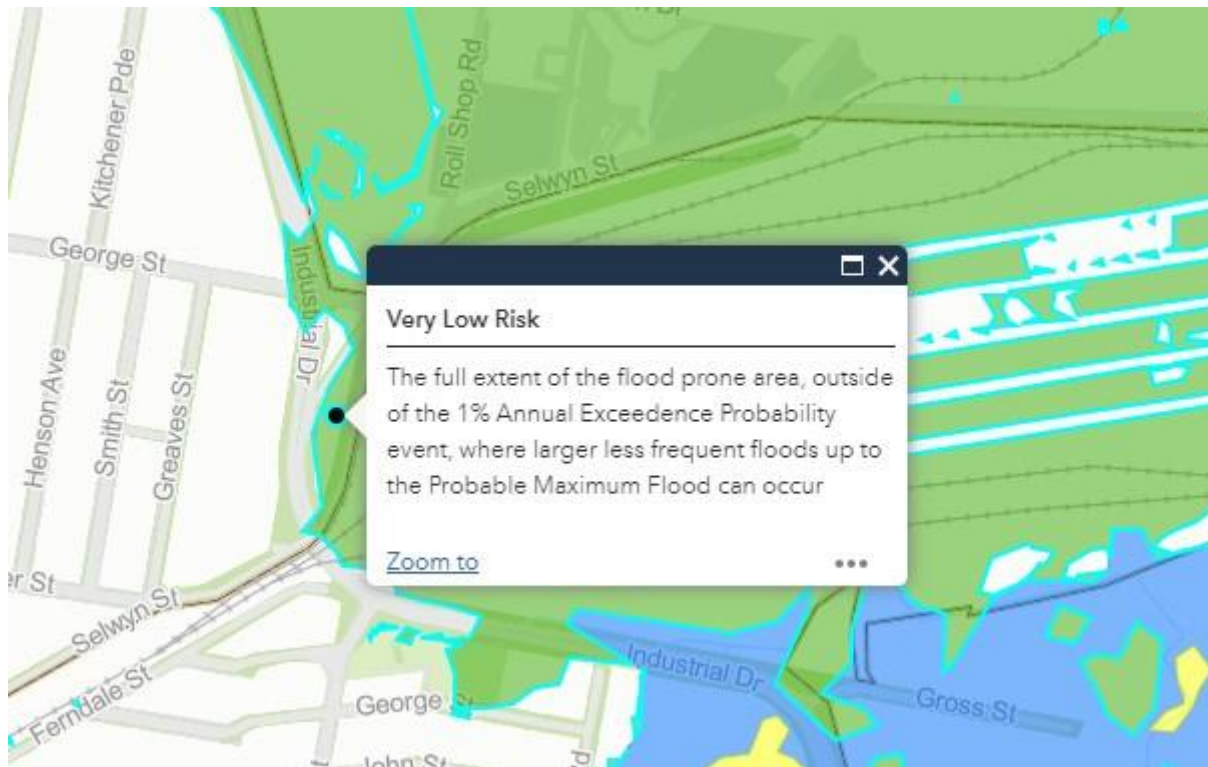 Kitchener Pde
Roll Shop Rd
Selwyn St
George St
Industrial Dr
Very Low Risk
The full extent of the flood prone area, outside
of the 1% Annual Exceedence Probability
event, where larger less frequent floods up to
the Probable Maximum Flood can occur
Zoom to
Henson Ave
Smith St
Greaves St
St
Selwyn St
Ferndale St
Industrial Dr
George St
Gross St
John St